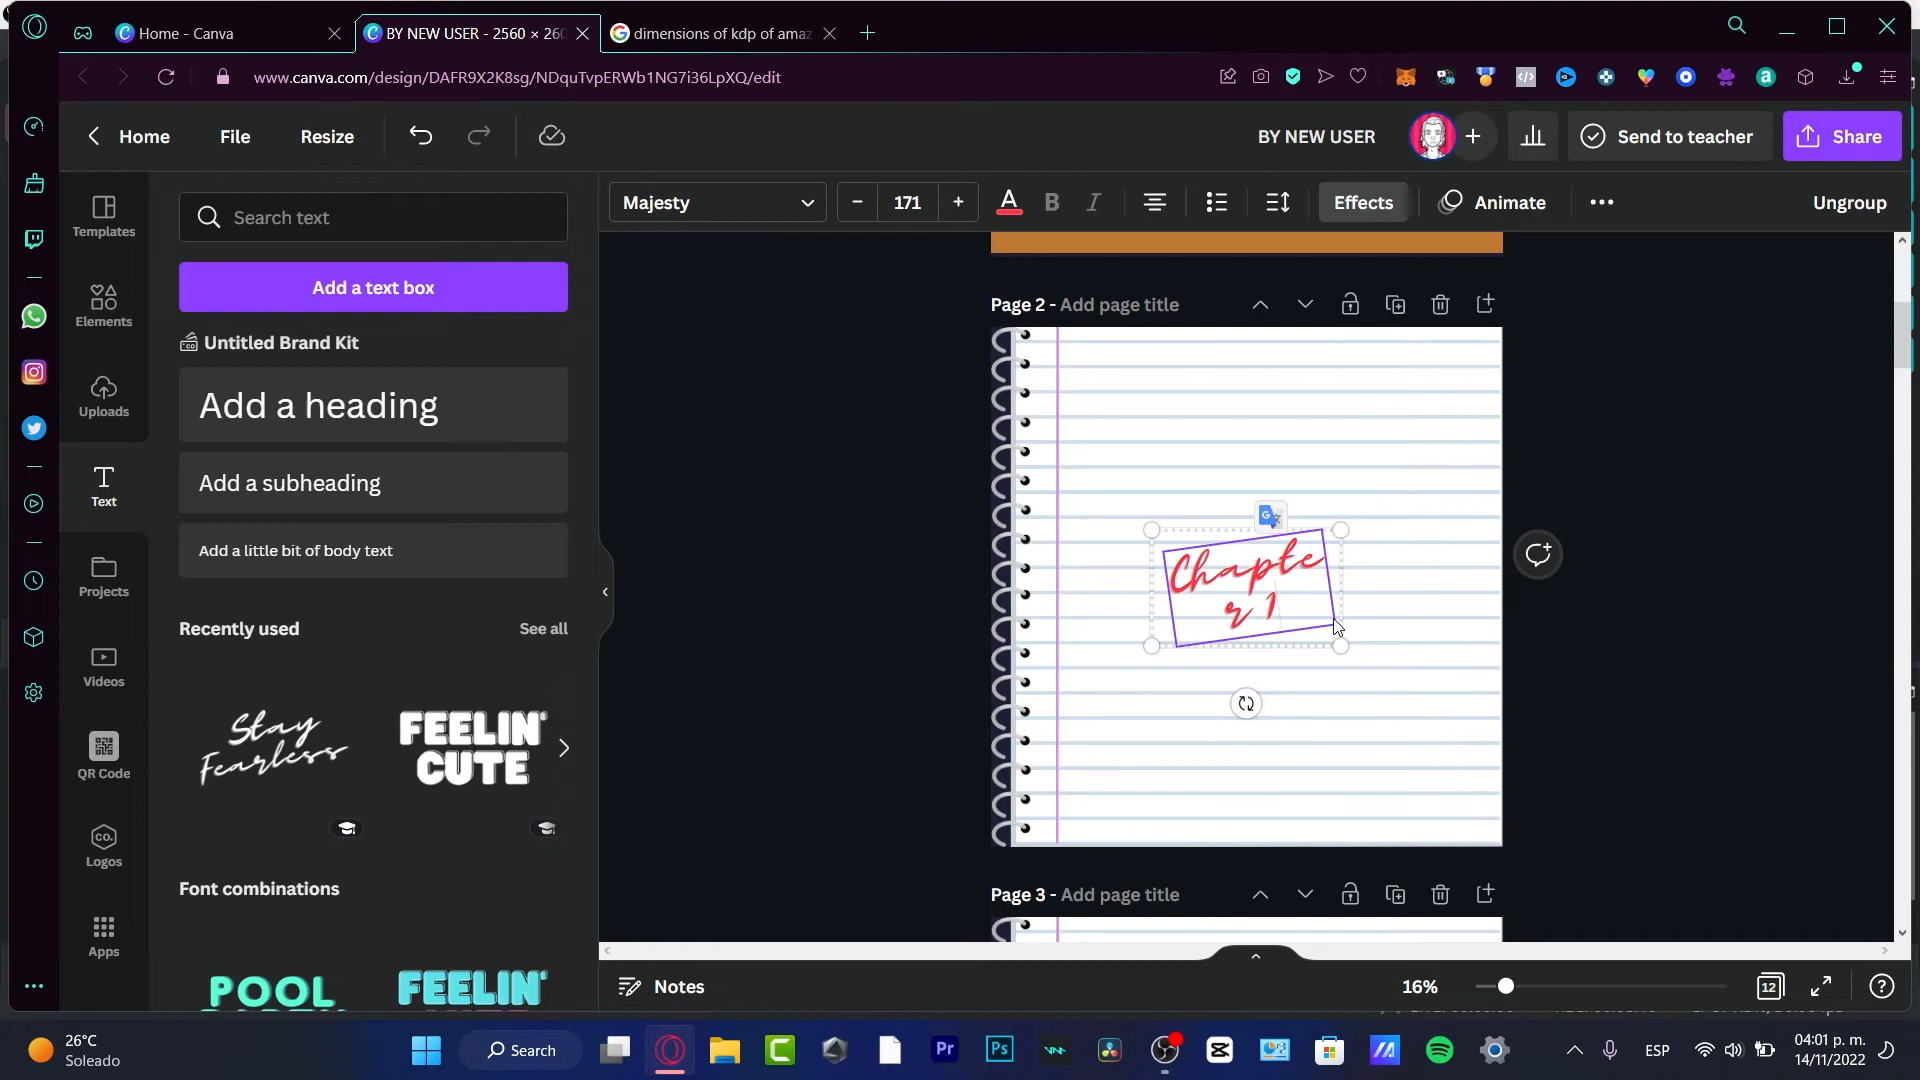 Home - Canva
BY NEW USER - 2560 × 260
dimensions of kdp of amaz
www.canva.com/design/DAFR9X2K8sg/NDquTvpERWb1NG7i36LpXQ/edit
Home
File
Resize
BY NEW USER
Send to teacher
Share
Templates
Elements
Uploads
Text
Projects
Videos
QR Code
Logos
Apps
Search text
Add a text box
Untitled Brand Kit
Add a heading
Add a subheading
Add a little bit of body text
Recently used
See all
Stay
Fearless
FEELIN'
CUTE
Font combinations
POOL
FEELIN'
Majesty
171
Effects
Animate
Ungroup
Page 2 - Add page title
Chapte
r 1
Page 3 - Add page title
Notes
16%
12
26°C
Soleado
Search
ESP
04:01 p. m.
14/11/2022